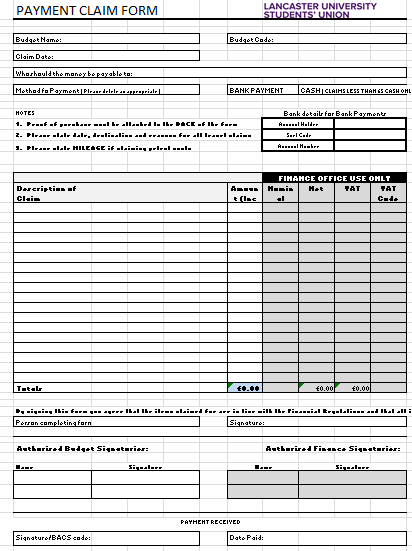 PAYMENT CLAIM FORM
LANCASTER UNIVERSITY
STUDENTS' UNION
Budget Name: Budget Code:
Claim Date:
Who should the money be payable to:
Method fo Payment (Please delete as appropriate) BANK PAYMENT CASH (CLAIMS LESS THAN £5 CASH ONL
NOTES Bank details for Bank Payments
1. Proof of purchase must be attached to the BACK of the form
Account Holder
2. Please state date, destination and reasons for all travel claims
Sort Code
3. Please state MILEAGE if claiming petrol costs
Account Number
FINANCE OFFICE USE ONLY
Description of Amoun Nomin Net VAT VAT
Claim t (Inc al Code
Totals £0.00 £0.00 £0.00
By signing this form you agree that the items claimed for are in line with the Financial Regulations and that all i
Person completing form Signature:
Authorised Budget Signatories: Authorised Finance Signatories:
Name Signature Name Signature
PAYMENT RECEIVED
Signature/BACS code: Date Paid: